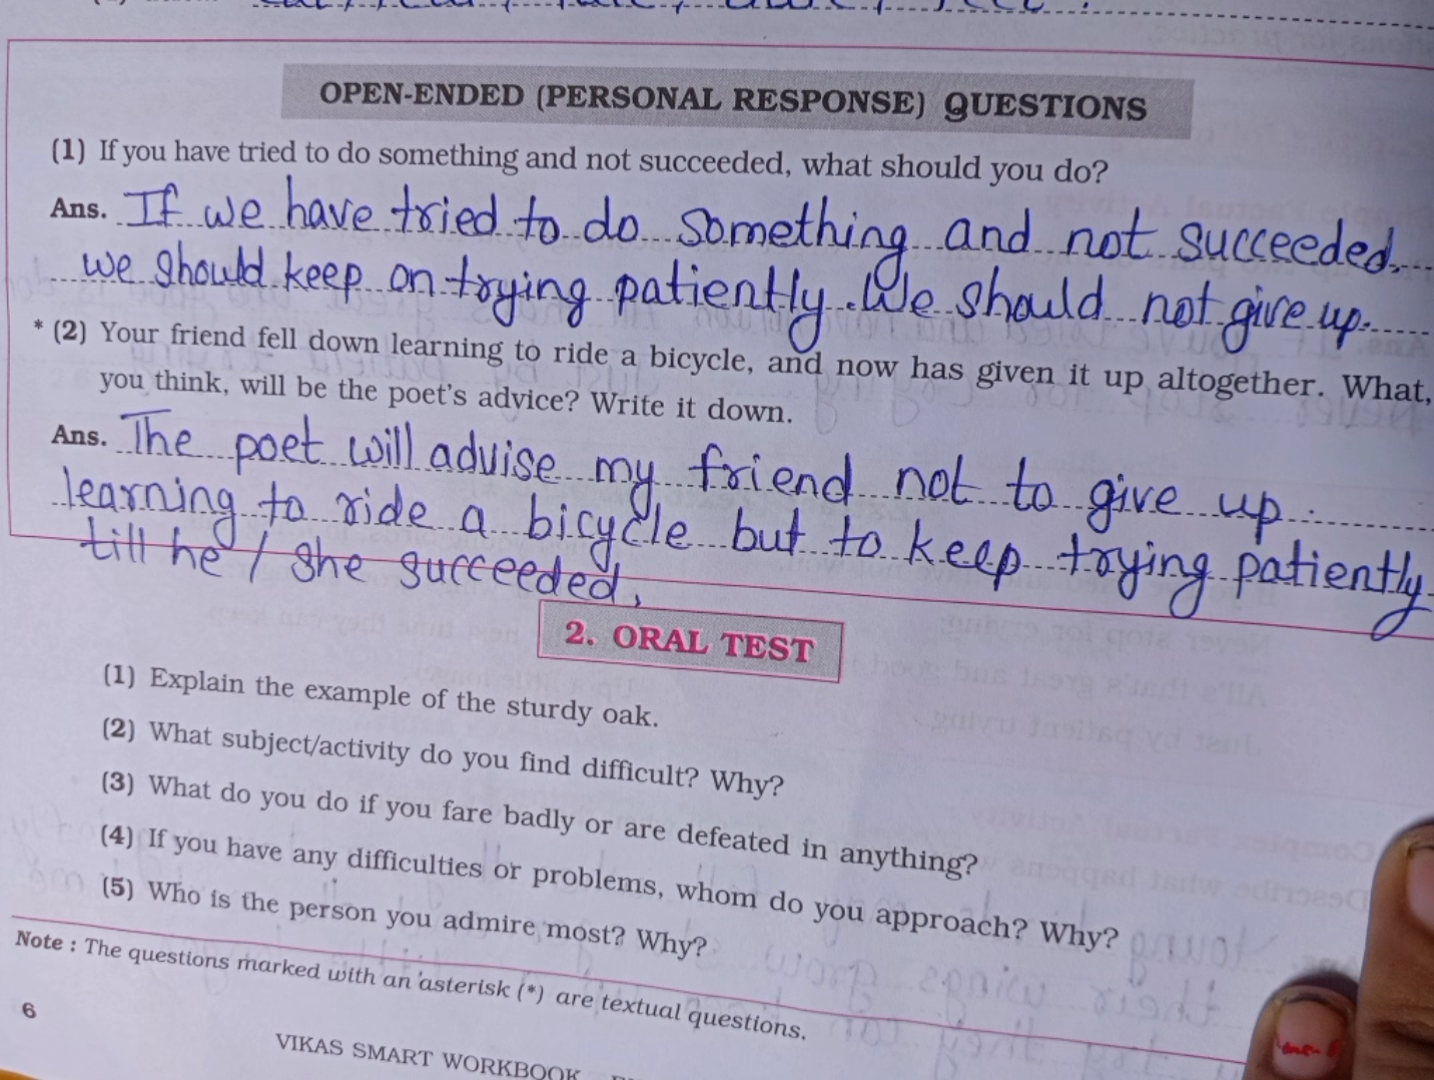 OPEN-ENDED (PERSONAL RESPONSE) QUESTIONS
(1) If you have tried to do something and not succeeded, what should you do?
Ans. If we have tried to do something and not succeeded,
we should keep on trying patiently. We should not give up.
* (2) Your friend fell down learning to ride a bicycle, and now has given it up altogether. What,
you think, will be the poet's advice? Write it down.
Ans. The poet will advise my friend not to give up
learning to ride a bicycle but to keep trying patiently
till he / she succeeded.
2. ORAL TEST
(1) Explain the example of the sturdy oak.
(2) What subject/activity do you find difficult? Why?
(3) What do you do if you fare badly or are defeated in anything?
(4) If you have any difficulties or problems, whom do you approach? Why?
(5) Who is the person you admire most? Why?
Note : The questions marked with an asterisk (*) are textual questions.
6
VIKAS SMART WORKBOOK